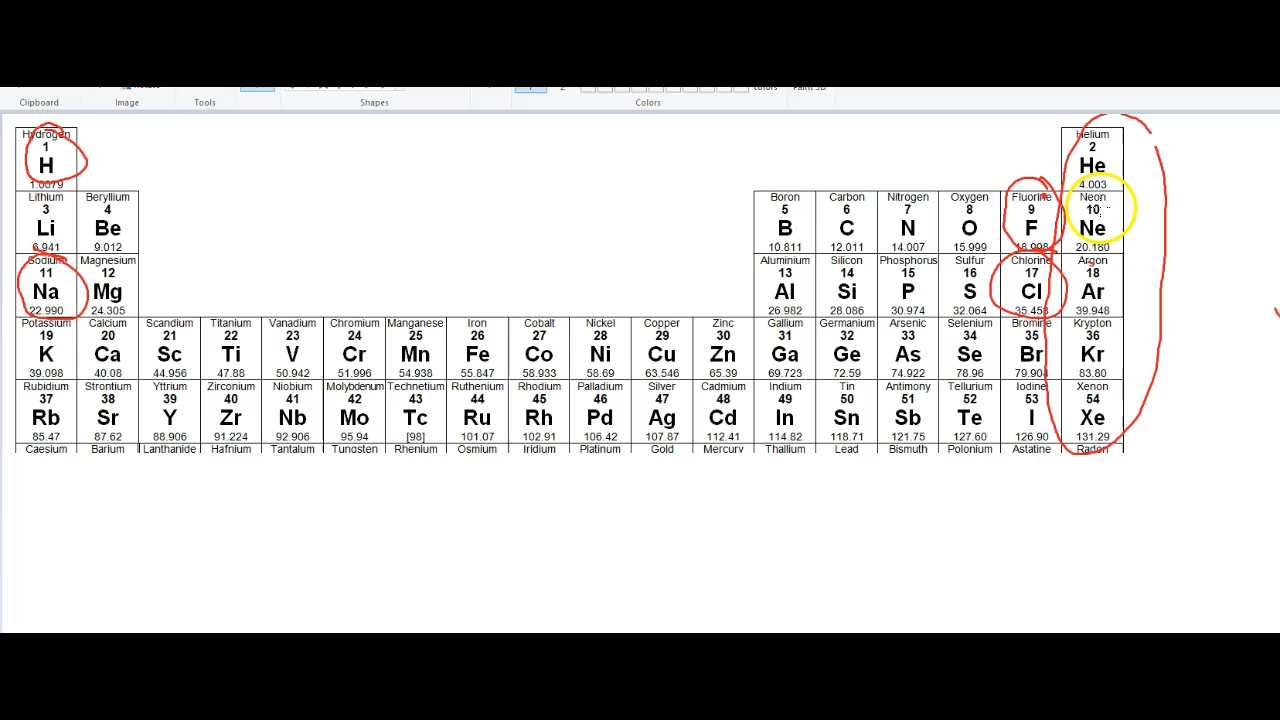 colors Paint 3D
Clipboard Image Tools Shapes 1 2 Colors
Hydrogen Helium
1 2
H He
1.0079 4.003
Lithium Beryllium Boron Carbon Nitrogen Oxygen Fluorine Neon
3 4 5 6 7 8 9 10
Li Be B C N O F Ne
6.941 9.012 10.811 12.011 14.007 15.999 18.998 20.180
Sodium Magnesium Aluminium Silicon Phosphorus Sulfur Chlorine Argon
11 12 13 14 15 16 17 18
Na Mg Al Si P S Cl Ar
22.990 24.305 26.982 28.086 30.974 32.064 35.453 39.948
Potassium Calcium Scandium Titanium Vanadium Chromium Manganese Iron Cobalt Nickel Copper Zinc Gallium Germanium Arsenic Selenium Bromine Krypton
19 20 21 22 23 24 25 26 27 28 29 30 31 32 33 34 35 36
K Ca Sc Ti V Cr Mn Fe Co Ni Cu Zn Ga Ge As Se Br Kr
39.098 40.08 44.956 47.88 50.942 51.996 54.938 55.847 58.933 58.69 63.546 65.39 69.723 72.59 74.922 78.96 79.904 83.80
Rubidium Strontium Yttrium Zirconium Niobium Molybdenum Technetium Ruthenium Rhodium Palladium Silver Cadmium Indium Tin Antimony Tellurium Iodine Xenon
37 38 39 40 41 42 43 44 45 46 47 48 49 50 51 52 53 54
Rb Sr Y Zr Nb Mo Tc Ru Rh Pd Ag Cd In Sn Sb Te I Xe
85.47 87.62 88.906 91.224 92.906 95.94 [98] 101.07 102.91 106.42 107.87 112.41 114.82 118.71 121.75 127.60 126.90 131.29
Caesium Barium Lanthanide Hafnium Tantalum Tungsten Rhenium Osmium Iridium Platinum Gold Mercury Thallium Lead Bismuth Polonium Astatine Radon